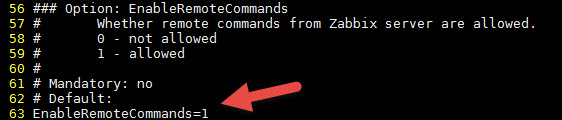 56 ### Option: EnableRemoteCommands
57 #       Whether remote commands from Zabbix server are allowed.
58 #       0 - not allowed
59 #       1 - allowed
60 #
61 # Mandatory: no
62 # Default:
63 EnableRemoteCommands=1